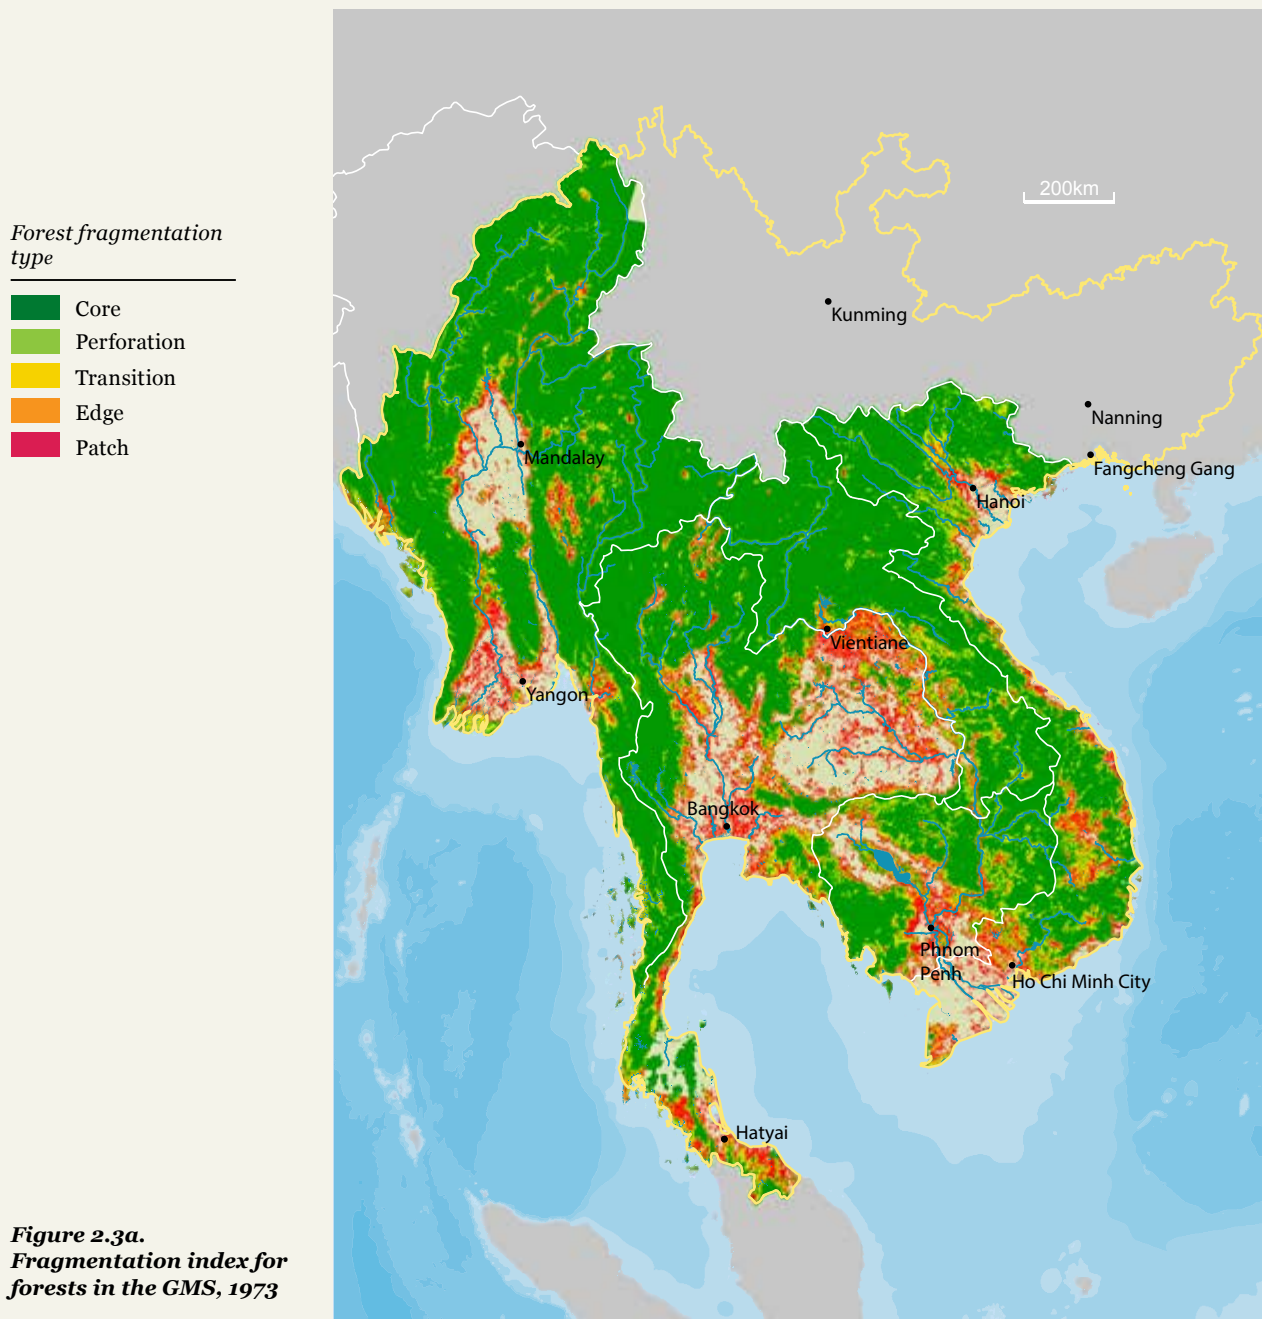 Forest fragmentation
type
Core
Perforation
Transition
Edge
Patch
200km
Kunming
Nanning
Fangcheng Gang
Mandalay
Hanoi
Vientiane
Yangon
Bangkok
Phnom
Penh
Ho Chi Minh City
Hatyai
Figure 2.3a.
Fragmentation index for
forests in the GMS, 1973